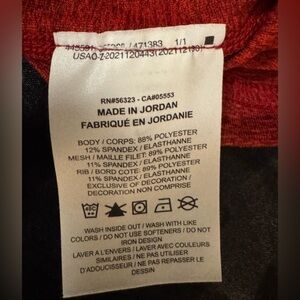 / 471383 1/1
RN#56323 - CA#05553
MADE IN JORDAN
FABRIQUÉ EN JORDANIE
BODY / CORPS: 88% POLYESTER
12% SPANDEX / ELASTHANNE
MESH / MAILLE FILET: 89% POLYESTER
11% SPANDEX / ELASTHANNE
RIB / BORD COTE: 89% POLYESTER
11% SPANDEX / ELASTHANNE
EXCLUSIVE OF DECORATION /
DECORATION NON COMPRISE
WASH INSIDE OUT / WASH WITH LIKE
COLORS / DO NOT USE SOFTENERS / DO NOT
IRON DESIGN
LAVER A L'ENVERS / LAVER AVEC COULEURS
SIMILAIRES / NE PAS UTILISER
D'ADOUCISSEUR / NE PAS REPASSER LE
DESSIN